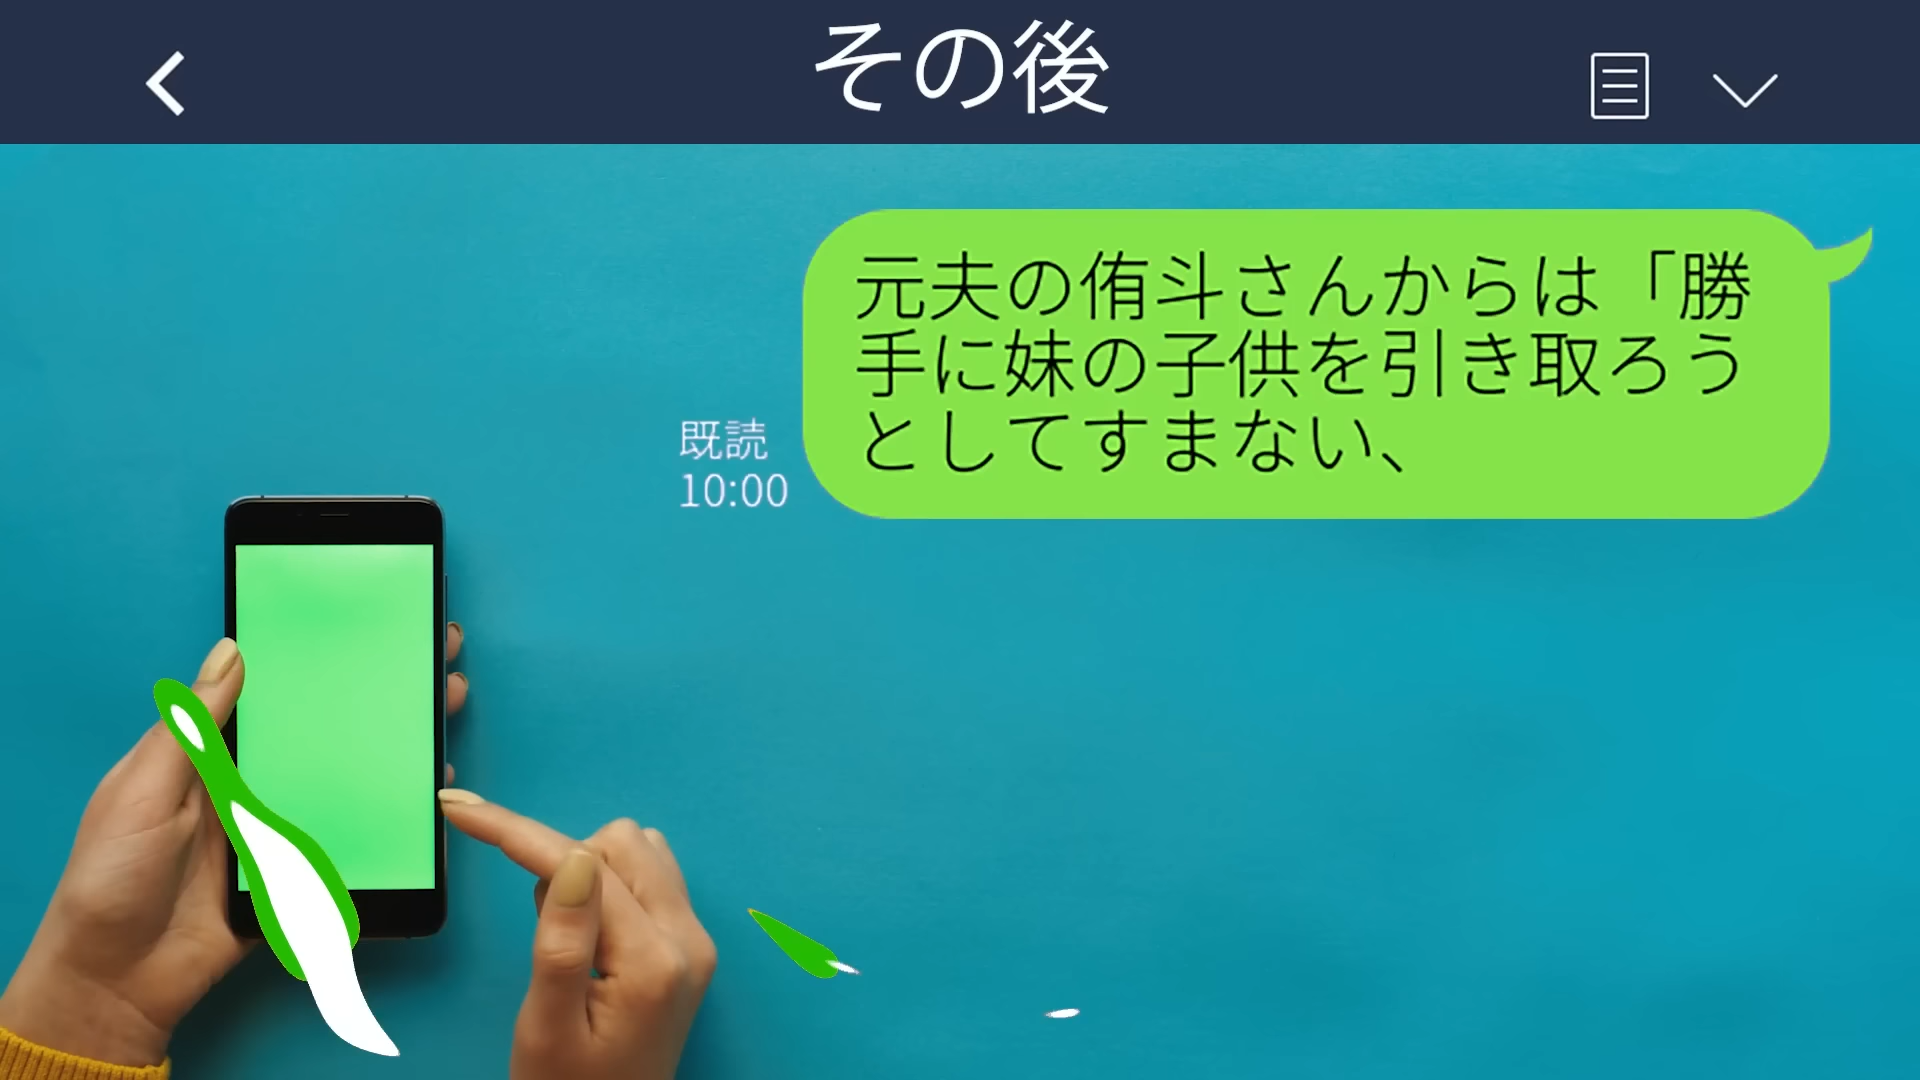 その後
元夫の侑斗さんからは「勝
手に妹の子供を引き取ろう
としてすまない、
既読
10:00